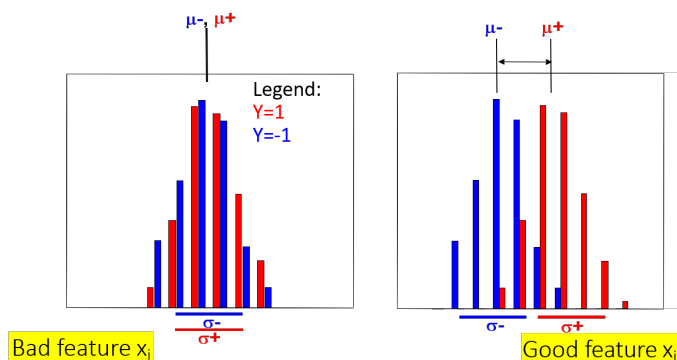 μ-, μ+
Legend:
Y=1
Y=-1
σ-
σ+
Bad feature xi
μ- μ+
σ- σ+
Good feature xi